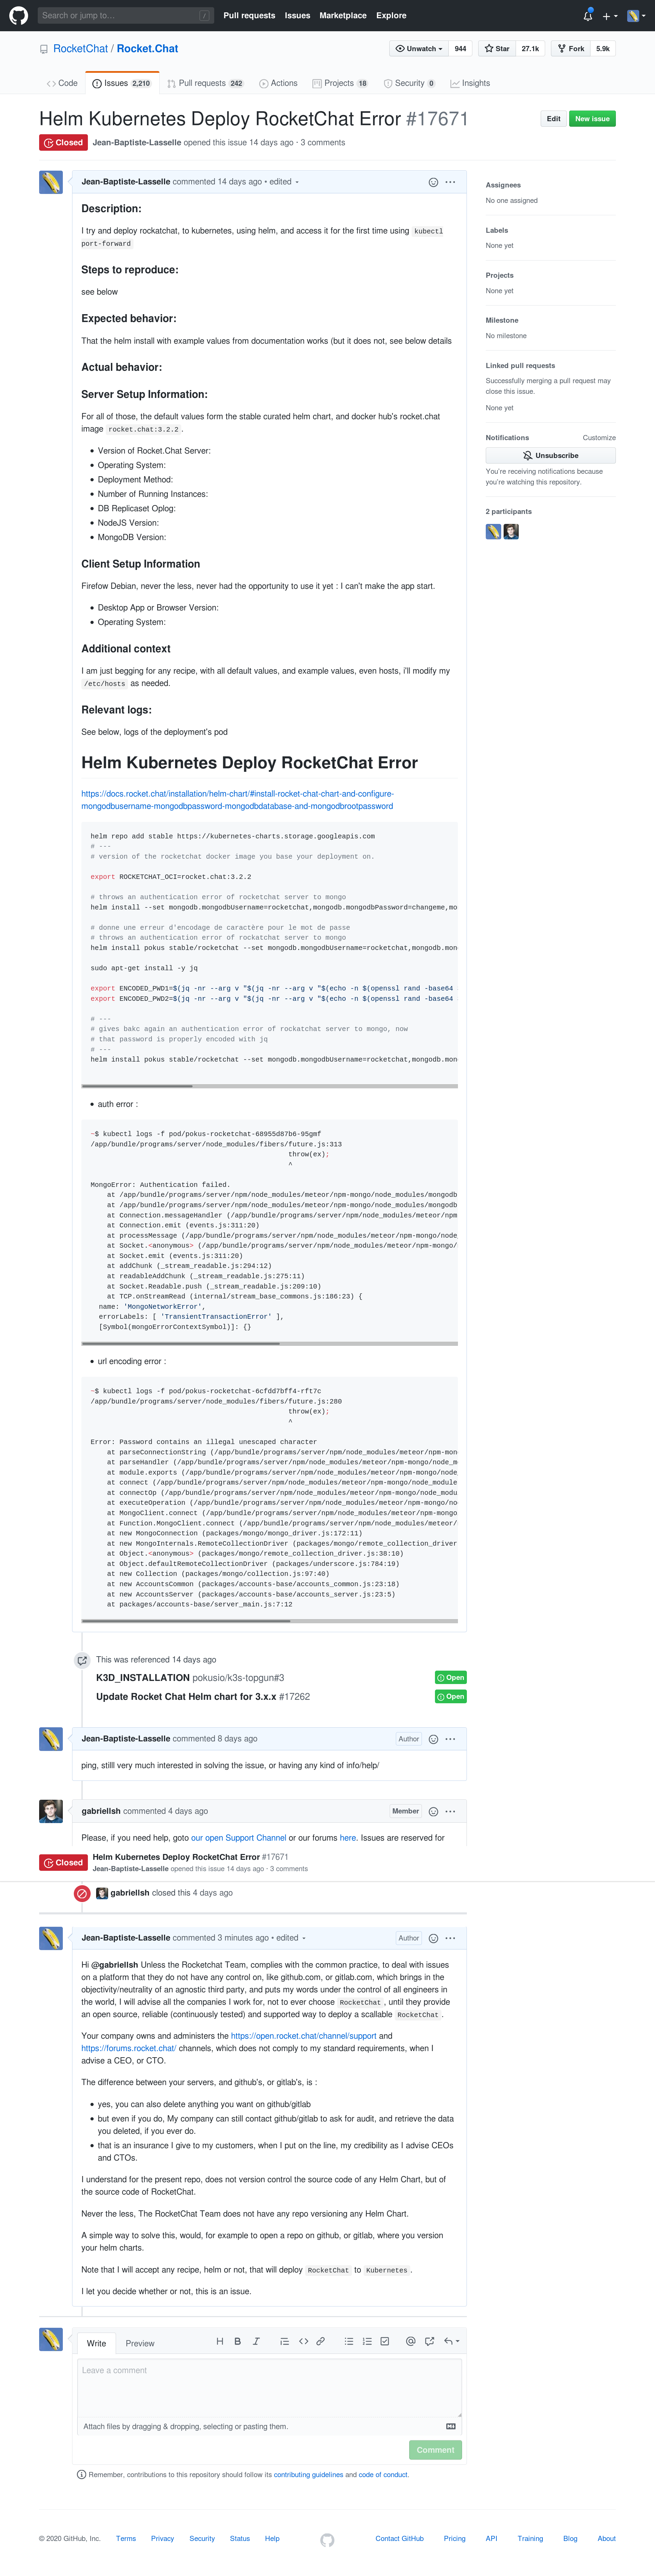 Search or jump to…
/
Pull requests Issues Marketplace Explore
RocketChat / Rocket.Chat
Unwatch 944 Star 27.1k Fork 5.9k
Code Issues 2,210 Pull requests 242 Actions Projects 18 Security 0 Insights
Helm Kubernetes Deploy RocketChat Error #17671
Edit New issue
Closed Jean-Baptiste-Lasselle opened this issue 14 days ago · 3 comments
Jean-Baptiste-Lasselle commented 14 days ago • edited
Description:
I try and deploy rockatchat, to kubernetes, using helm, and access it for the first time using kubectl
port-forward
Steps to reproduce:
see below
Expected behavior:
That the helm install with example values from documentation works (but it does not, see below details
Actual behavior:
Server Setup Information:
For all of those, the default values form the stable curated helm chart, and docker hub's rocket.chat
image rocket.chat:3.2.2 .
Version of Rocket.Chat Server:
Operating System:
Deployment Method:
Number of Running Instances:
DB Replicaset Oplog:
NodeJS Version:
MongoDB Version:
Client Setup Information
Firefow Debian, never the less, never had the opportunity to use it yet : I can't make the app start.
Desktop App or Browser Version:
Operating System:
Additional context
I am just begging for any recipe, with all default values, and example values, even hosts, i'll modify my
/etc/hosts as needed.
Relevant logs:
See below, logs of the deployment's pod
Helm Kubernetes Deploy RocketChat Error
https://docs.rocket.chat/installation/helm-chart/#install-rocket-chat-chart-and-configure-
mongodbusername-mongodbpassword-mongodbdatabase-and-mongodbrootpassword
helm repo add stable https://kubernetes-charts.storage.googleapis.com
# ---
# version of the rocketchat docker image you base your deployment on.
export ROCKETCHAT_OCI=rocket.chat:3.2.2
# throws an authentication error of rocketchat server to mongo
helm install --set mongodb.mongodbUsername=rocketchat,mongodb.mongodbPassword=changeme,mo
# donne une erreur d'encodage de caractère pour le mot de passe
# throws an authentication error of rockatchat server to mongo
helm install pokus stable/rocketchat --set mongodb.mongodbUsername=rocketchat,mongodb.mon
sudo apt-get install -y jq
export ENCODED_PWD1=$(jq -nr --arg v "$(jq -nr --arg v "$(echo -n $(openssl rand -base64
export ENCODED_PWD2=$(jq -nr --arg v "$(jq -nr --arg v "$(echo -n $(openssl rand -base64
# ---
# gives bakc again an authentication error of rockatchat server to mongo, now
# that password is properly encoded with jq
# ---
helm install pokus stable/rocketchat --set mongodb.mongodbUsername=rocketchat,mongodb.mon
auth error :
~$ kubectl logs -f pod/pokus-rocketchat-68955d87b6-95gmf
/app/bundle/programs/server/node_modules/fibers/future.js:313
throw(ex);
^
MongoError: Authentication failed.
at /app/bundle/programs/server/npm/node_modules/meteor/npm-mongo/node_modules/mongodb
at /app/bundle/programs/server/npm/node_modules/meteor/npm-mongo/node_modules/mongodb
at Connection.messageHandler (/app/bundle/programs/server/npm/node_modules/meteor/npm
at Connection.emit (events.js:311:20)
at processMessage (/app/bundle/programs/server/npm/node_modules/meteor/npm-mongo/node_
at Socket.<anonymous> (/app/bundle/programs/server/npm/node_modules/meteor/npm-mongo/
at Socket.emit (events.js:311:20)
at addChunk (_stream_readable.js:294:12)
at readableAddChunk (_stream_readable.js:275:11)
at Socket.Readable.push (_stream_readable.js:209:10)
at TCP.onStreamRead (internal/stream_base_commons.js:186:23) {
name: 'MongoNetworkError',
errorLabels: [ 'TransientTransactionError' ],
[Symbol(mongoErrorContextSymbol)]: {}
url encoding error :
~$ kubectl logs -f pod/pokus-rocketchat-6cfdd7bff4-rft7c
/app/bundle/programs/server/node_modules/fibers/future.js:280
throw(ex);
^
Error: Password contains an illegal unescaped character
at parseConnectionString (/app/bundle/programs/server/npm/node_modules/meteor/npm-mon
at parseHandler (/app/bundle/programs/server/npm/node_modules/meteor/npm-mongo/node_m
at module.exports (/app/bundle/programs/server/npm/node_modules/meteor/npm-mongo/node_
at connect (/app/bundle/programs/server/npm/node_modules/meteor/npm-mongo/node_module
at connectOp (/app/bundle/programs/server/npm/node_modules/meteor/npm-mongo/node_modu
at executeOperation (/app/bundle/programs/server/npm/node_modules/meteor/npm-mongo/no
at MongoClient.connect (/app/bundle/programs/server/npm/node_modules/meteor/npm-mongo
at Function.MongoClient.connect (/app/bundle/programs/server/npm/node_modules/meteor/
at new MongoConnection (packages/mongo/mongo_driver.js:172:11)
at new MongoInternals.RemoteCollectionDriver (packages/mongo/remote_collection_driver
at Object.<anonymous> (packages/mongo/remote_collection_driver.js:38:10)
at Object.defaultRemoteCollectionDriver (packages/underscore.js:784:19)
at new Collection (packages/mongo/collection.js:97:40)
at new AccountsCommon (packages/accounts-base/accounts_common.js:23:18)
at new AccountsServer (packages/accounts-base/accounts_server.js:23:5)
at packages/accounts-base/server_main.js:7:12
Assignees
No one assigned
Labels
None yet
Projects
None yet
Milestone
No milestone
Linked pull requests
Successfully merging a pull request may
close this issue.
None yet
Notifications Customize
Unsubscribe
You're receiving notifications because
you're watching this repository.
2 participants
This was referenced 14 days ago
K3D_INSTALLATION pokusio/k3s-topgun#3 Open
Update Rocket Chat Helm chart for 3.x.x #17262 Open
Jean-Baptiste-Lasselle commented 8 days ago Author
ping, stilll very much interested in solving the issue, or having any kind of info/help/
gabriellsh commented 4 days ago Member
Please, if you need help, goto our open Support Channel or our forums here. Issues are reserved for
Closed Helm Kubernetes Deploy RocketChat Error #17671
Jean-Baptiste-Lasselle opened this issue 14 days ago · 3 comments
gabriellsh closed this 4 days ago
Jean-Baptiste-Lasselle commented 3 minutes ago • edited Author
Hi @gabriellsh Unless the Rocketchat Team, complies with the common practice, to deal with issues
on a platform that they do not have any control on, like github.com, or gitlab.com, which brings in the
objectivity/neutrality of an agnostic third party, and puts my words under the control of all engineers in
the world, I will advise all the companies I work for, not to ever choose RocketChat , until they provide
an open source, reliable (continuously tested) and supported way to deploy a scallable RocketChat .
Your company owns and administers the https://open.rocket.chat/channel/support and
https://forums.rocket.chat/ channels, which does not comply to my standard requirements, when I
advise a CEO, or CTO.
The difference between your servers, and github's, or gitlab's, is :
yes, you can also delete anything you want on github/gitlab
but even if you do, My company can still contact github/gitlab to ask for audit, and retrieve the data
you deleted, if you ever do.
that is an insurance I give to my customers, when I put on the line, my credibility as I advise CEOs
and CTOs.
I understand for the present repo, does not version control the source code of any Helm Chart, but of
the source code of RocketChat.
Never the less, The RocketChat Team does not have any repo versioning any Helm Chart.
A simple way to solve this, would, for example to open a repo on github, or gitlab, where you version
your helm charts.
Note that I will accept any recipe, helm or not, that will deploy RocketChat to Kubernetes .
I let you decide whether or not, this is an issue.
Write Preview
Leave a comment
Attach files by dragging & dropping, selecting or pasting them.
Comment
Remember, contributions to this repository should follow its contributing guidelines and code of conduct.
© 2020 GitHub, Inc. Terms Privacy Security Status Help Contact GitHub Pricing API Training Blog About